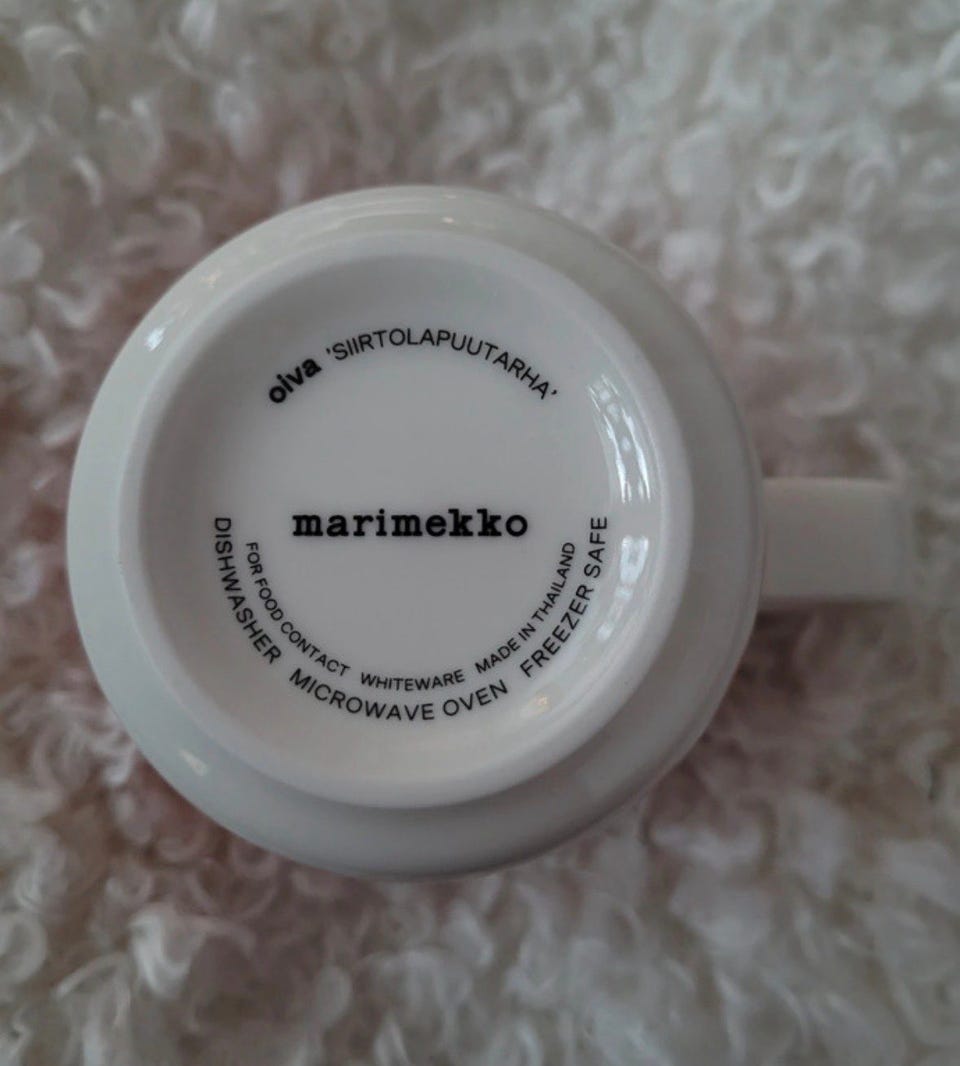 oiva 'SIIRTOLAPUUTARHA'
marimekko
FOR FOOD CONTACT WHITEWARE MADE IN THAILAND
DISHWASHER MICROWAVE OVEN FREEZER SAFE